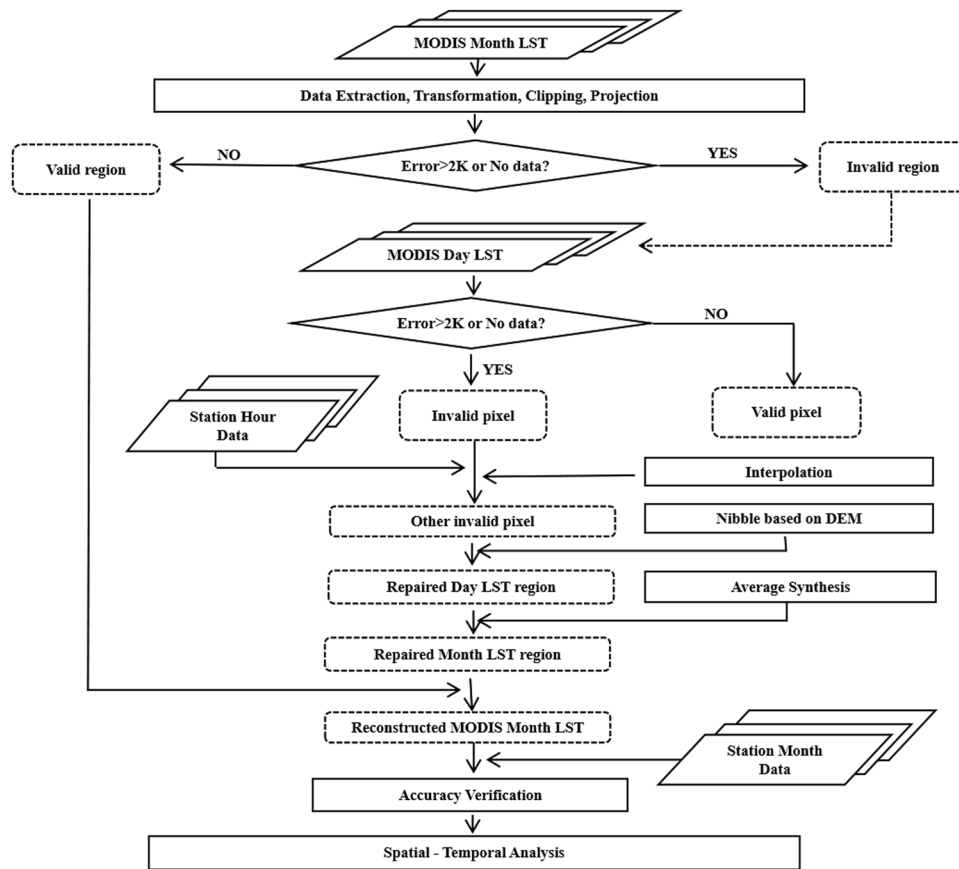 MODIS Month LST
Data Extraction, Transformation, Clipping, Projection
NO
Error>2K or No data?
YES
Valid region
Invalid region
MODIS Day LST
Error>2K or No data?
NO
YES
Station Hour
Data
Invalid pixel
Valid pixel
Interpolation
Other invalid pixel
Nibble based on DEM
Repaired Day LST region
Average Synthesis
Repaired Month LST region
Reconstructed MODIS Month LST
Station Month
Data
Accuracy Verification
Spatial - Temporal Analysis